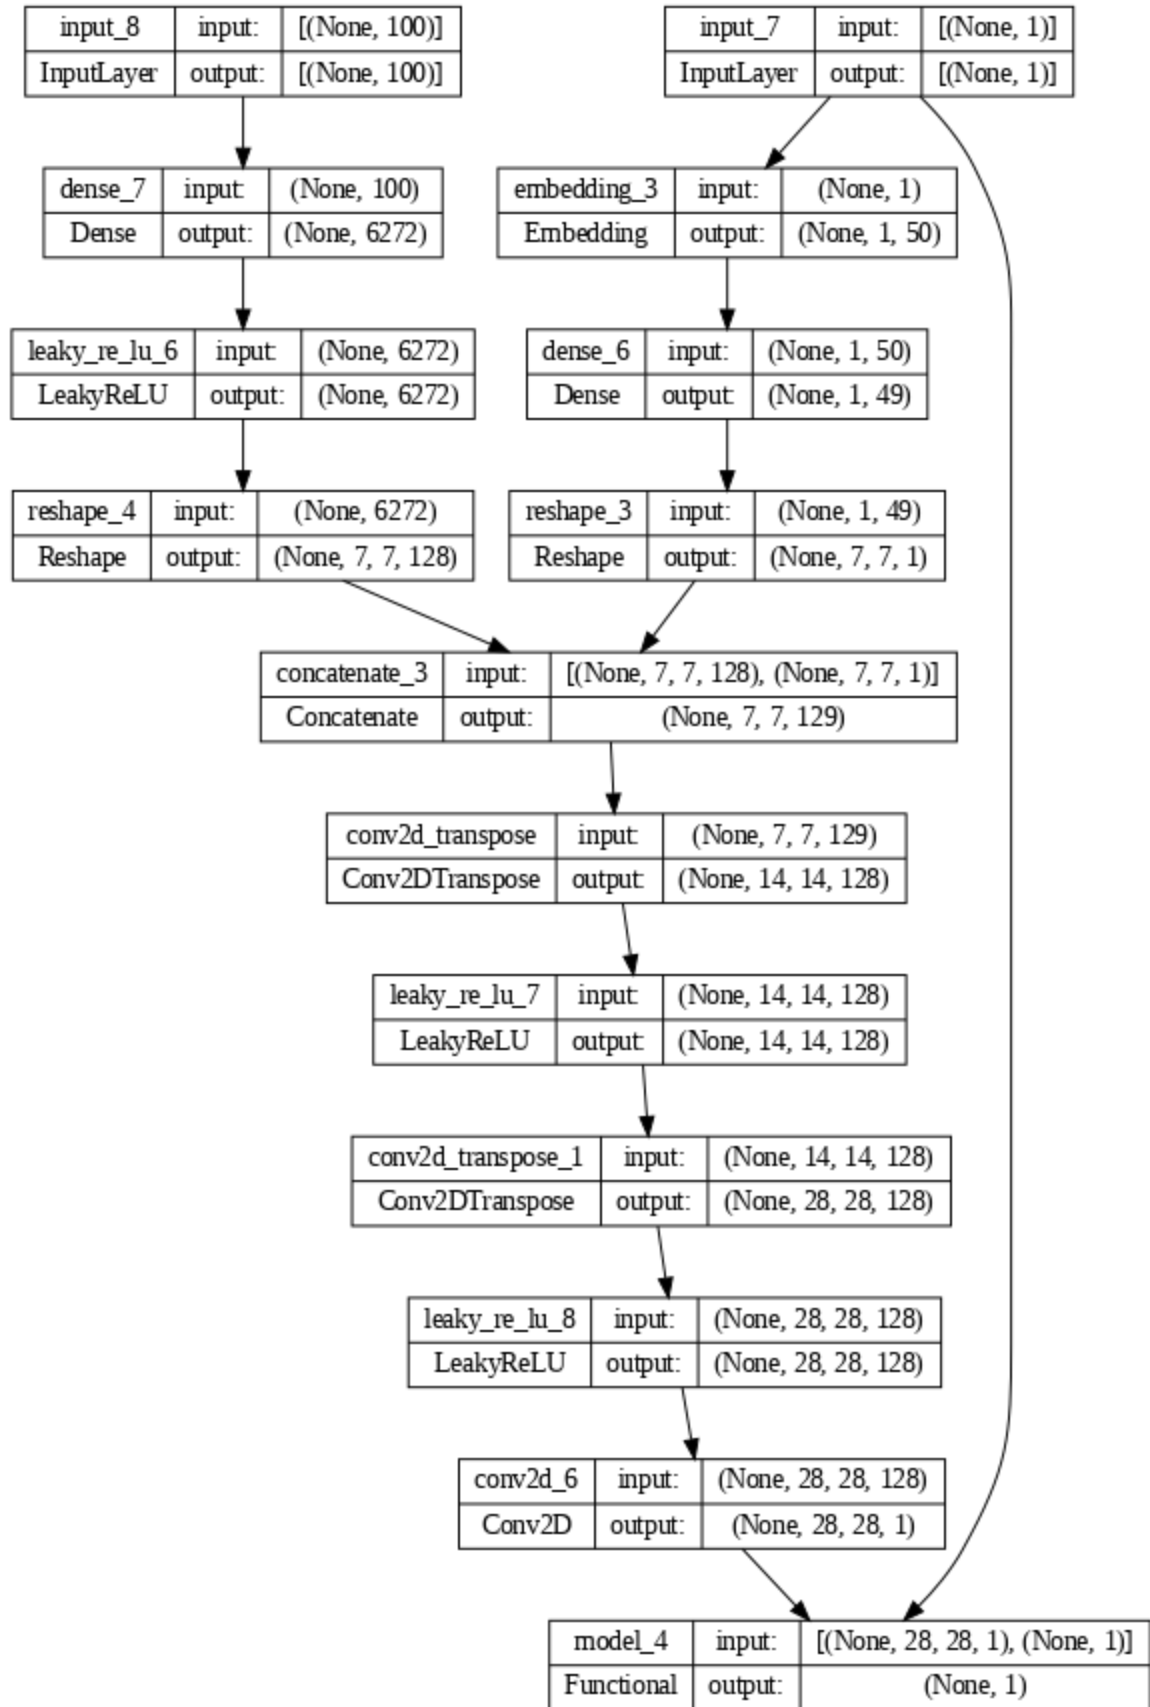 input_8 input: [(None, 100)]
InputLayer output: [(None, 100)]
input_7 input: [(None, 1)]
InputLayer output: [(None, 1)]
dense_7 input: (None, 100)
Dense output: (None, 6272)
embedding_3 input: (None, 1)
Embedding output: (None, 1, 50)
leaky_re_lu_6 input: (None, 6272)
LeakyReLU output: (None, 6272)
dense_6 input: (None, 1, 50)
Dense output: (None, 1, 49)
reshape_4 input: (None, 6272)
Reshape output: (None, 7, 7, 128)
reshape_3 input: (None, 1, 49)
Reshape output: (None, 7, 7, 1)
concatenate_3 input: [(None, 7, 7, 128), (None, 7, 7, 1)]
Concatenate output: (None, 7, 7, 129)
conv2d_transpose input: (None, 7, 7, 129)
Conv2DTranspose output: (None, 14, 14, 128)
leaky_re_lu_7 input: (None, 14, 14, 128)
LeakyReLU output: (None, 14, 14, 128)
conv2d_transpose_1 input: (None, 14, 14, 128)
Conv2DTranspose output: (None, 28, 28, 128)
leaky_re_lu_8 input: (None, 28, 28, 128)
LeakyReLU output: (None, 28, 28, 128)
conv2d_6 input: (None, 28, 28, 128)
Conv2D output: (None, 28, 28, 1)
model_4 input: [(None, 28, 28, 1), (None, 1)]
Functional output: (None, 1)